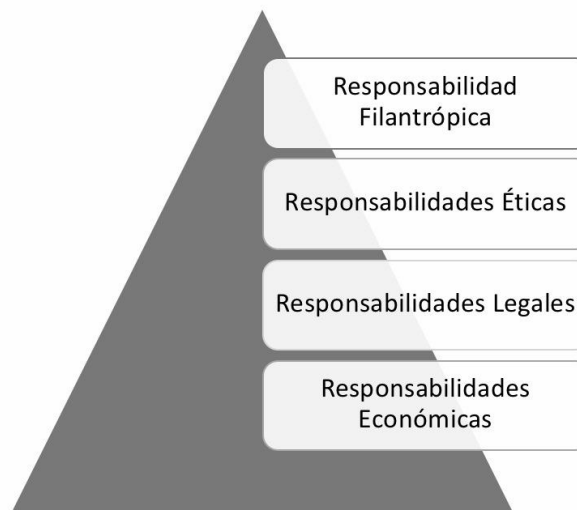 Responsabilidad
Filantrópica
Responsabilidades Éticas
Responsabilidades Legales
Responsabilidades
Económicas